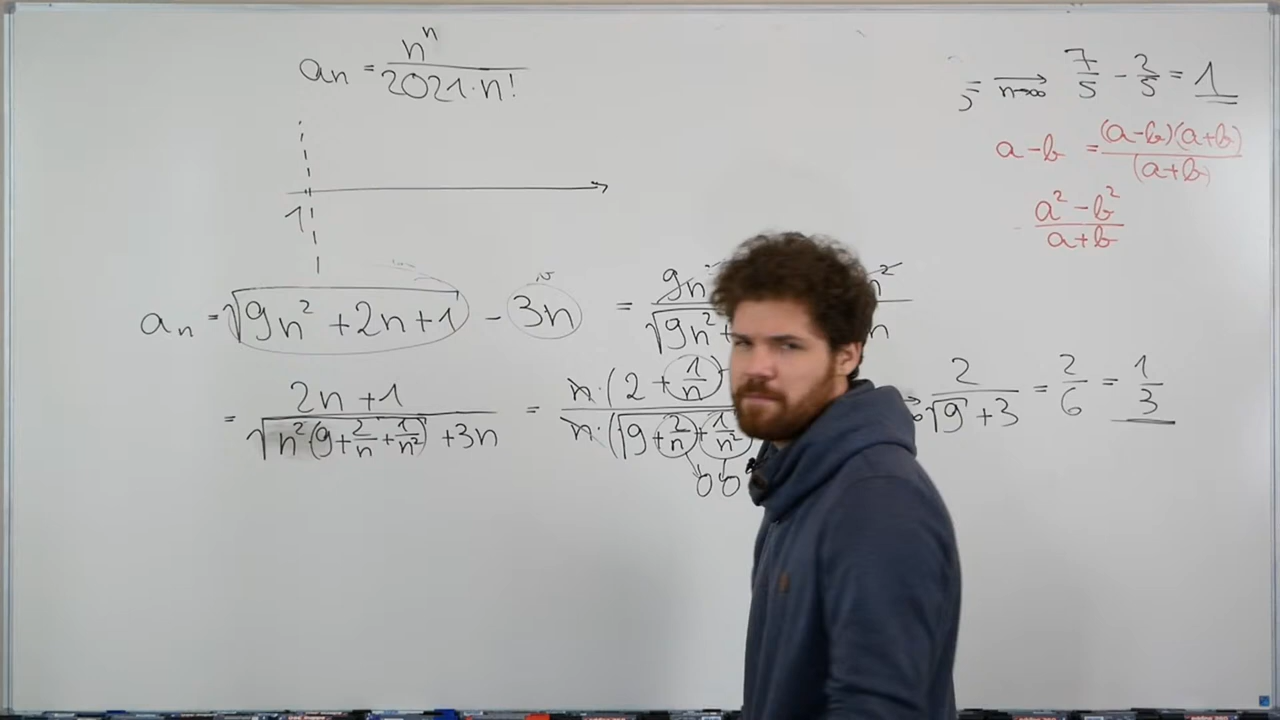 aₙ = nⁿ / (2021·n!)
= →(n→∞) 7/5 - 2/5 = 1
a-b = (a-b)(a+b) / (a+b)
(a² - b²) / (a+b)
1
aₙ = √(9n² + 2n + 1) - 3n = 9n² / √(9n² +
= (2n + 1) / (√(n²(9 + 2/n + 1/n²)) + 3n) = n·(2 + 1/n) / n·(√(9 + 2/n + 1/n²) → 2 / (√9 + 3) = 2/6 = 1/3
0 0